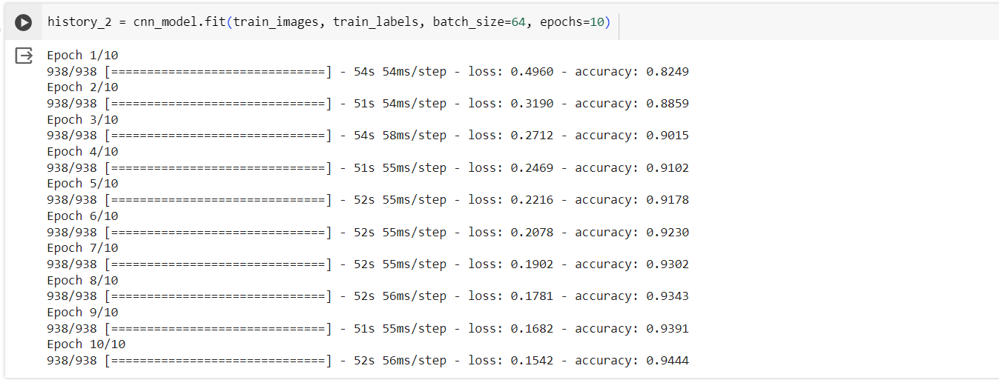 history_2 = cnn_model.fit(train_images, train_labels, batch_size=64, epochs=10)
Epoch 1/10
938/938 [==============================] - 54s 54ms/step - loss: 0.4960 - accuracy: 0.8249
Epoch 2/10
938/938 [==============================] - 51s 54ms/step - loss: 0.3190 - accuracy: 0.8859
Epoch 3/10
938/938 [==============================] - 54s 58ms/step - loss: 0.2712 - accuracy: 0.9015
Epoch 4/10
938/938 [==============================] - 51s 55ms/step - loss: 0.2469 - accuracy: 0.9102
Epoch 5/10
938/938 [==============================] - 52s 55ms/step - loss: 0.2216 - accuracy: 0.9178
Epoch 6/10
938/938 [==============================] - 52s 55ms/step - loss: 0.2078 - accuracy: 0.9230
Epoch 7/10
938/938 [==============================] - 52s 55ms/step - loss: 0.1902 - accuracy: 0.9302
Epoch 8/10
938/938 [==============================] - 52s 56ms/step - loss: 0.1781 - accuracy: 0.9343
Epoch 9/10
938/938 [==============================] - 51s 55ms/step - loss: 0.1682 - accuracy: 0.9391
Epoch 10/10
938/938 [==============================] - 52s 56ms/step - loss: 0.1542 - accuracy: 0.9444